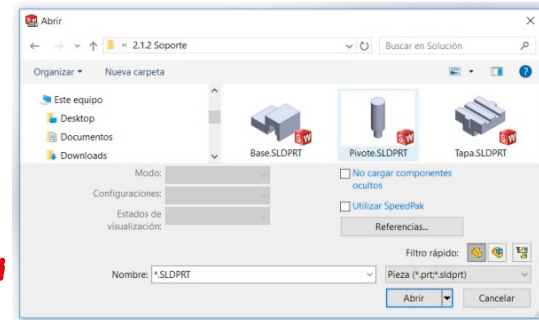 Abrir
« 2.1.2 Soporte
Buscar en Solución
Organizar
Nueva carpeta
Este equipo
Desktop
Documentos
Downloads
Base.SLDPRT
Pivote.SLDPRT
Tapa.SLDPRT
Modo:
Configuraciones:
Estados de
visualización:
No cargar componentes
ocultos
Utilizar SpeedPak
Referencias...
Filtro rápido:
Nombre:
*.SLDPRT
Pieza (*.prt;*.sldprt)
Abrir
Cancelar